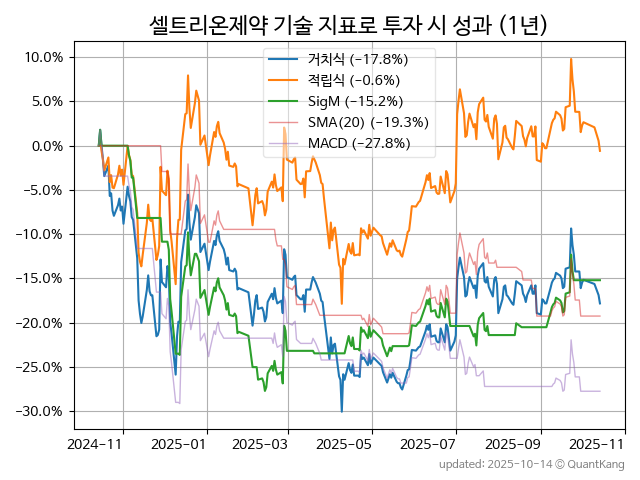 셀트리온제약 기술 지표로 투자 시 성과 (1년)
거치식 (−17.8%)
적립식 (−0.6%)
SigM (−15.2%)
SMA(20) (−19.3%)
MACD (−27.8%)
10.0%
5.0%
0.0%
−5.0%
−10.0%
−15.0%
−20.0%
−25.0%
−30.0%
2024-11 2025-01 2025-03 2025-05 2025-07 2025-09 2025-11
updated: 2025-10-14 © QuantKang